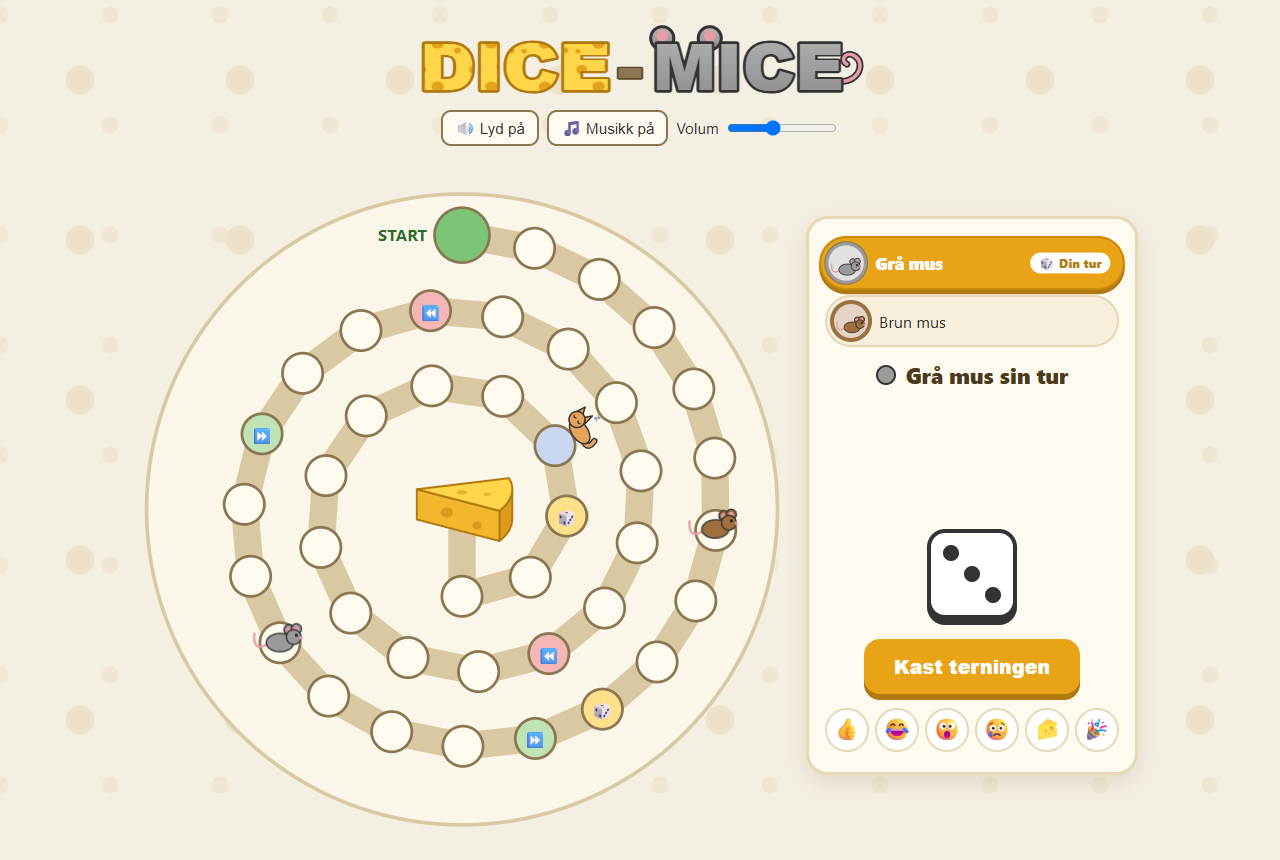 DICE-MICE
Lyd på
Musikk på
Volum
START
Grå mus
Din tur
Brun mus
Grå mus sin tur
Kast terningen